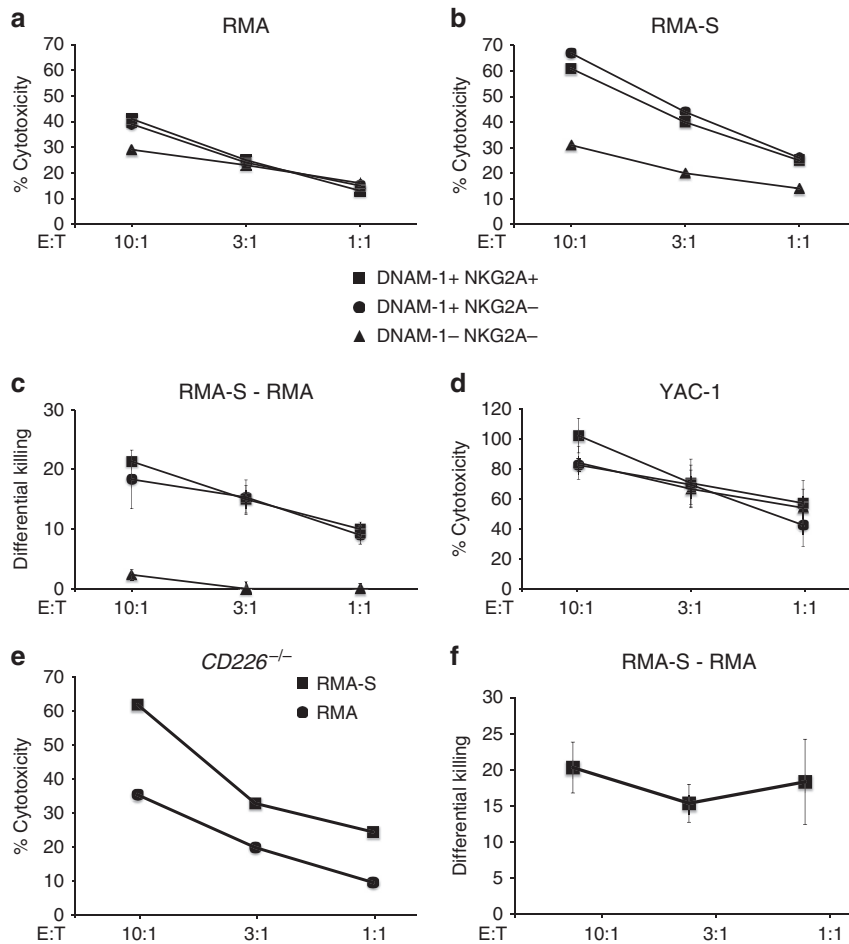 a
RMA
% Cytotoxicity
70
60
50
40
30
20
10
0
E:T
10:1
3:1
1:1
b
RMA-S
% Cytotoxicity
70
60
50
40
30
20
10
0
E:T
10:1
3:1
1:1
DNAM-1+ NKG2A+
DNAM-1+ NKG2A–
DNAM-1– NKG2A–
c
RMA-S - RMA
Differential killing
30
20
10
0
E:T
10:1
3:1
1:1
d
YAC-1
% Cytotoxicity
120
100
80
60
40
20
0
E:T
10:1
3:1
1:1
e
CD226–/–
RMA-S
RMA
% Cytotoxicity
70
60
50
40
30
20
10
0
E:T
10:1
3:1
1:1
f
RMA-S - RMA
Differential killing
30
25
20
15
10
5
0
E:T
10:1
3:1
1:1